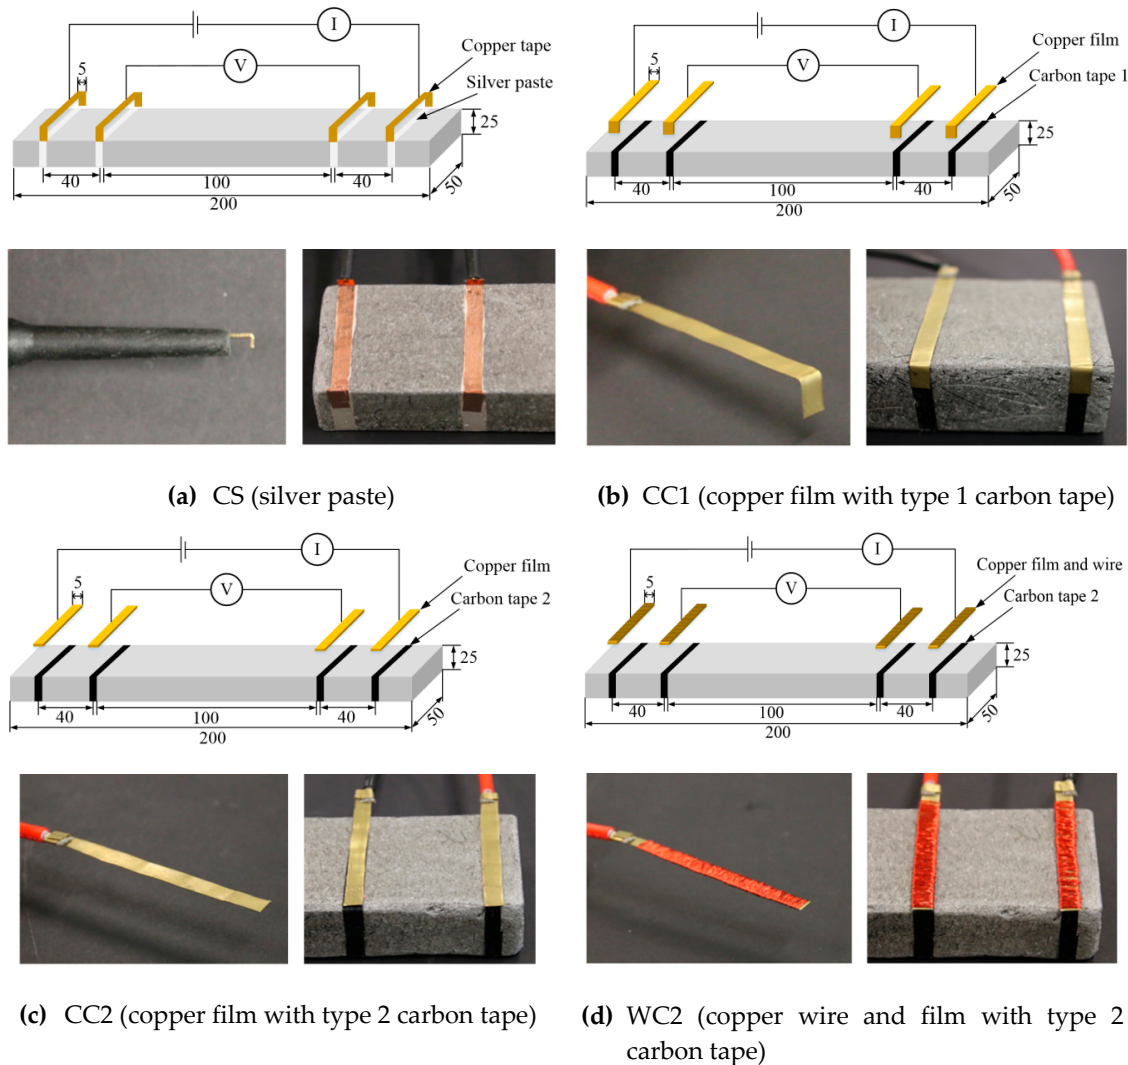 I
V
5
Copper tape
Silver paste
25
50
40
100
40
200
I
V
5
Copper film
Carbon tape 1
25
50
40
100
40
200
(a) CS (silver paste)
(b) CC1 (copper film with type 1 carbon tape)
I
V
5
Copper film
Carbon tape 2
25
50
40
100
40
200
I
V
5
Copper film and wire
Carbon tape 2
25
50
40
100
40
200
(c) CC2 (copper film with type 2 carbon tape)
(d) WC2 (copper wire and film with type 2
carbon tape)